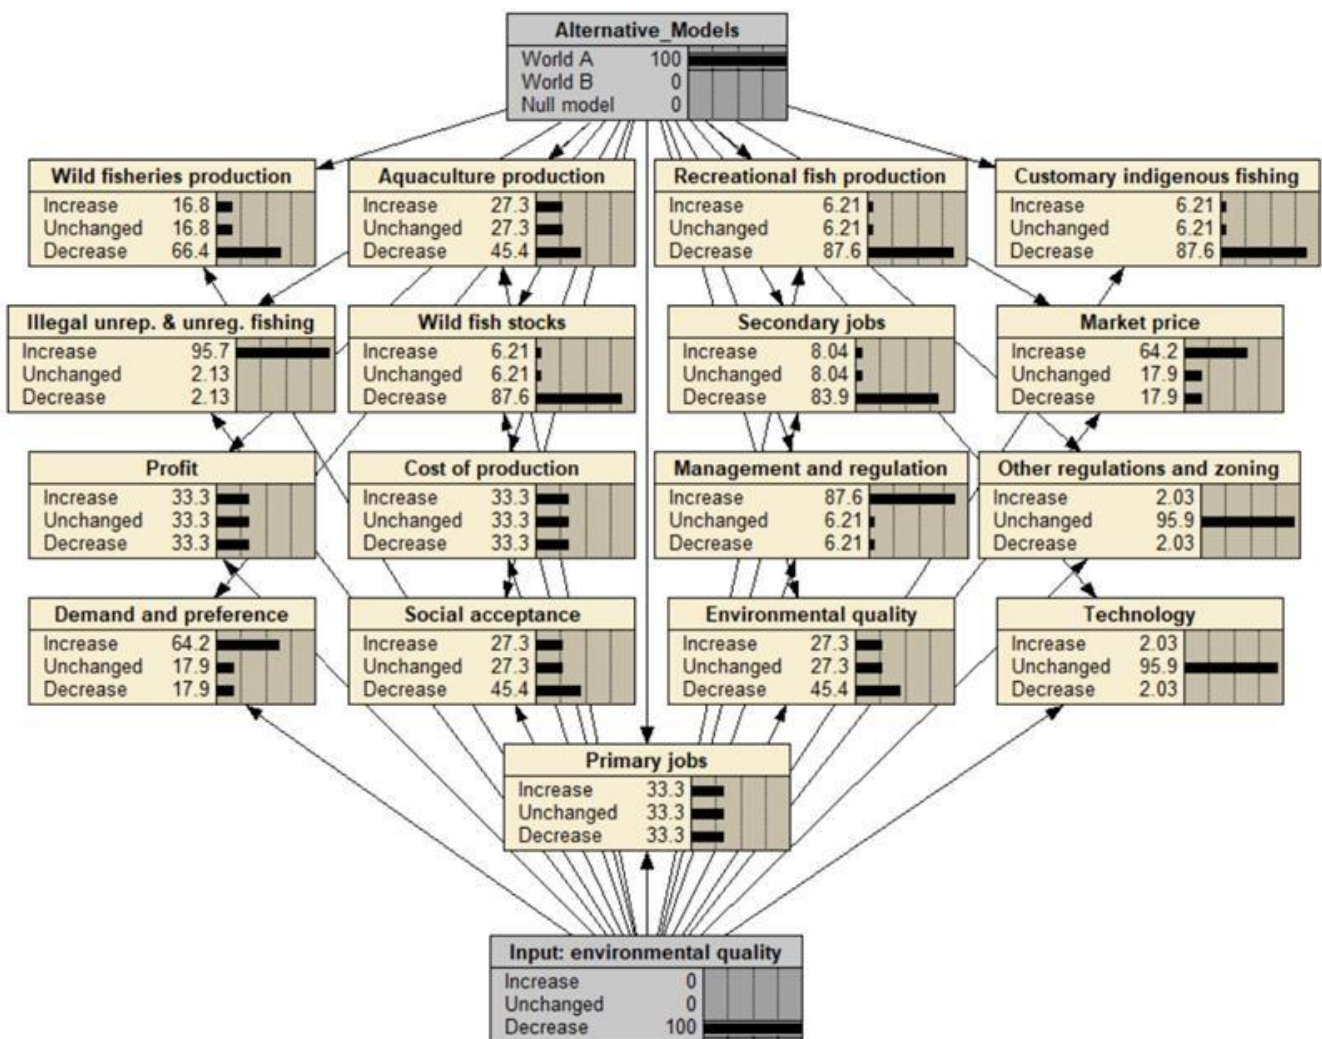 Alternative_Models
World A 100
World B 0
Null model 0
Wild fisheries production
Increase 16.8
Unchanged 16.8
Decrease 66.4
Aquaculture production
Increase 27.3
Unchanged 27.3
Decrease 45.4
Recreational fish production
Increase 6.21
Unchanged 6.21
Decrease 87.6
Customary indigenous fishing
Increase 6.21
Unchanged 6.21
Decrease 87.6
Illegal unrep. & unreg. fishing
Increase 95.7
Unchanged 2.13
Decrease 2.13
Wild fish stocks
Increase 6.21
Unchanged 6.21
Decrease 87.6
Secondary jobs
Increase 8.04
Unchanged 8.04
Decrease 83.9
Market price
Increase 64.2
Unchanged 17.9
Decrease 17.9
Profit
Increase 33.3
Unchanged 33.3
Decrease 33.3
Cost of production
Increase 33.3
Unchanged 33.3
Decrease 33.3
Management and regulation
Increase 87.6
Unchanged 6.21
Decrease 6.21
Other regulations and zoning
Increase 2.03
Unchanged 95.9
Decrease 2.03
Demand and preference
Increase 64.2
Unchanged 17.9
Decrease 17.9
Social acceptance
Increase 27.3
Unchanged 27.3
Decrease 45.4
Environmental quality
Increase 27.3
Unchanged 27.3
Decrease 45.4
Technology
Increase 2.03
Unchanged 95.9
Decrease 2.03
Primary jobs
Increase 33.3
Unchanged 33.3
Decrease 33.3
Input: environmental quality
Increase 0
Unchanged 0
Decrease 100